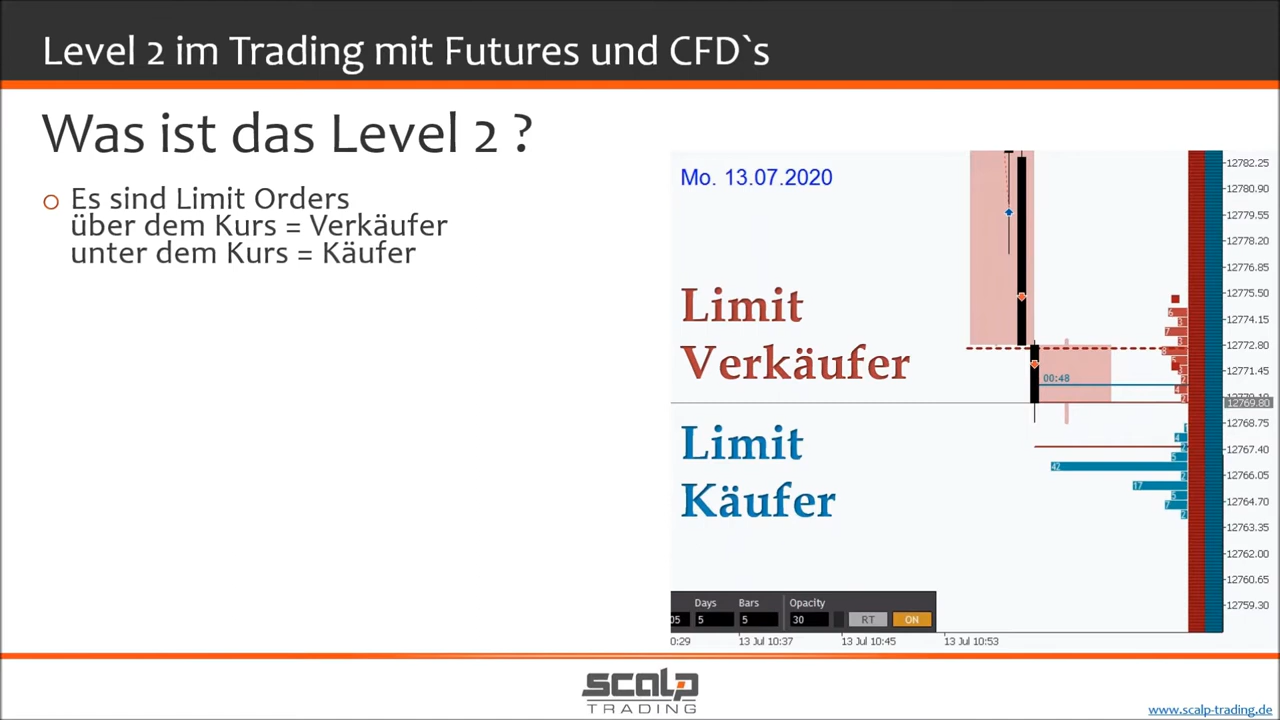 Level 2 im Trading mit Futures und CFD`s
Was ist das Level 2 ?
Es sind Limit Orders
über dem Kurs = Verkäufer
unter dem Kurs = Käufer
Mo. 13.07.2020
Limit
Verkäufer
Limit
Käufer
00:48
42
17
12782.25
12780.90
12779.55
12778.20
12776.85
12775.50
12774.15
12772.80
12771.45
12769.80
12768.75
12767.40
12766.05
12764.70
12763.35
12762.00
12760.65
12759.30
Days Bars Opacity
05 5 5 30 RT ON
0:29 13 Jul 10:37 13 Jul 10:45 13 Jul 10:53
scalp
TRADING
www.scalp-trading.de